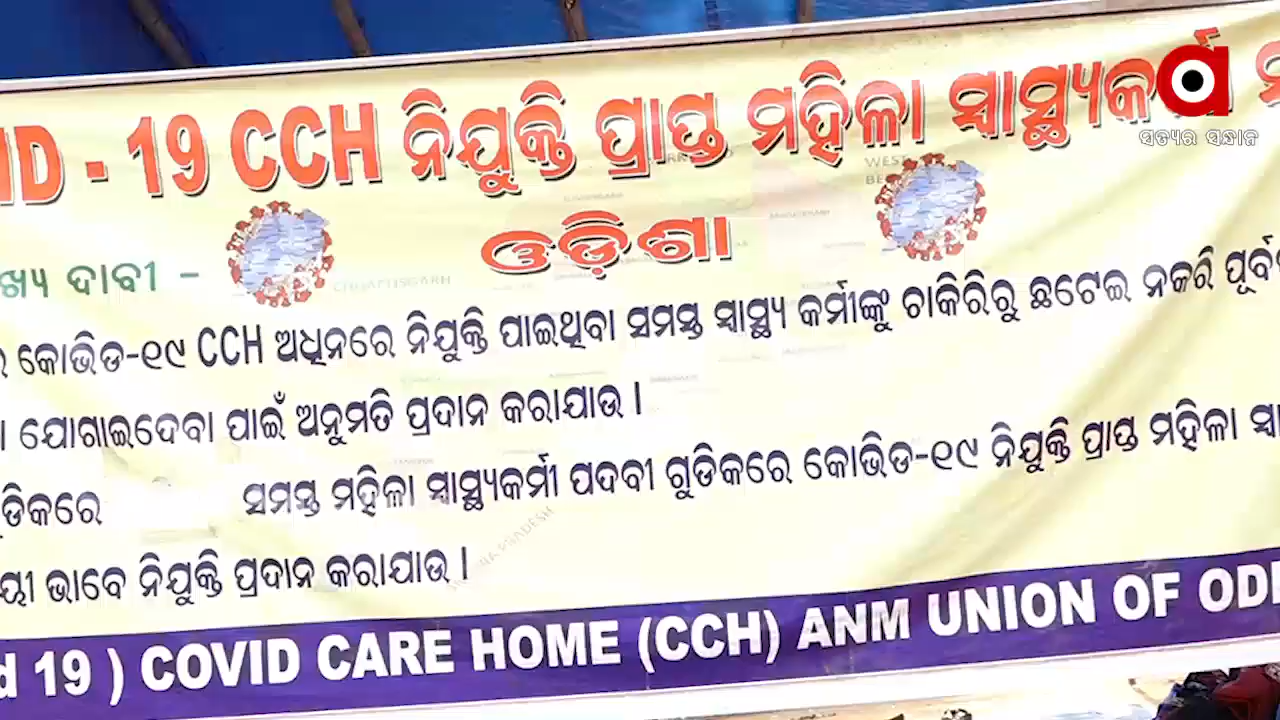 - 19 CCH ନିଯୁକ୍ତି ପ୍ରାପ୍ତ ମହିଳା ସ୍ୱାସ୍ଥ୍ୟକର୍ମୀ
ସତ୍ୟର ସନ୍ଧାନ
WEST
ଓଡ଼ିଶା
ଦାବୀ -
CHHATTISGARH
କୋଭିଡ-୧୯ CCH ଅଧିନରେ ନିଯୁକ୍ତି ପାଇଥିବା ସମସ୍ତ ସ୍ୱାସ୍ଥ୍ୟ କର୍ମୀଙ୍କୁ ଚାକିରିରୁ ଛଟେଇ ନକରି
ଯୋଗାଇଦେବା ପାଇଁ ଅନୁମତି ପ୍ରଦାନ କରାଯାଉ ।
ସମସ୍ତ ମହିଳା ସ୍ୱାସ୍ଥ୍ୟକର୍ମୀ ପଦବୀ ଗୁଡିକରେ କୋଭିଡ-୧୯ ନିଯୁକ୍ତି ପ୍ରାପ୍ତ ମହିଳା
ଭାବେ ନିଯୁକ୍ତି ପ୍ରଦାନ କରାଯାଉ ।
19 ) COVID CARE HOME (CCH) ANM UNION OF